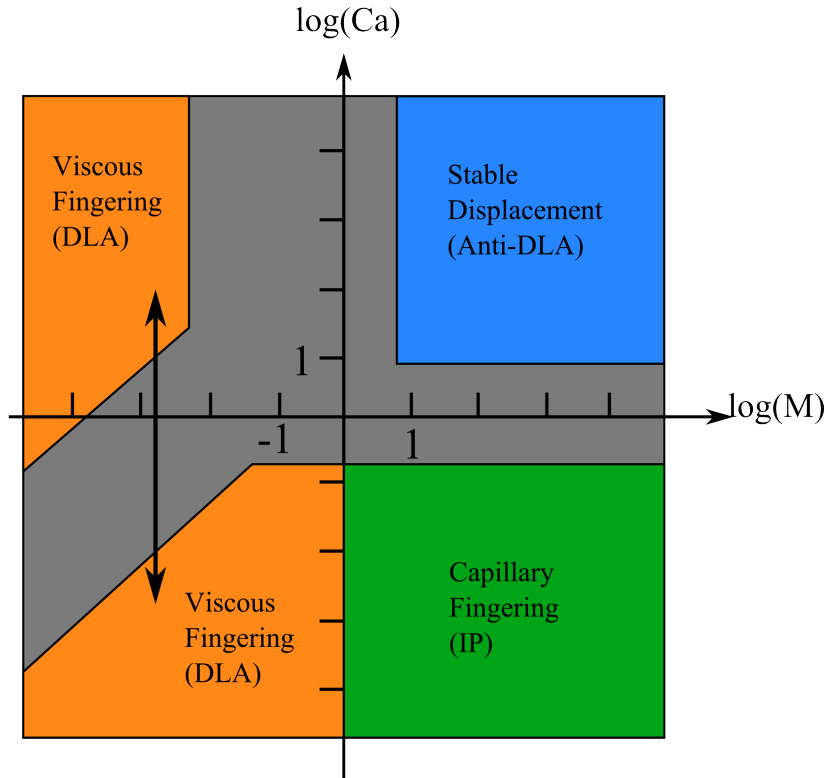 log(Ca)
Viscous
Fingering
(DLA)
Stable
Displacement
(Anti-DLA)
1
log(M)
-1
1
Viscous
Fingering
(DLA)
Capillary
Fingering
(IP)